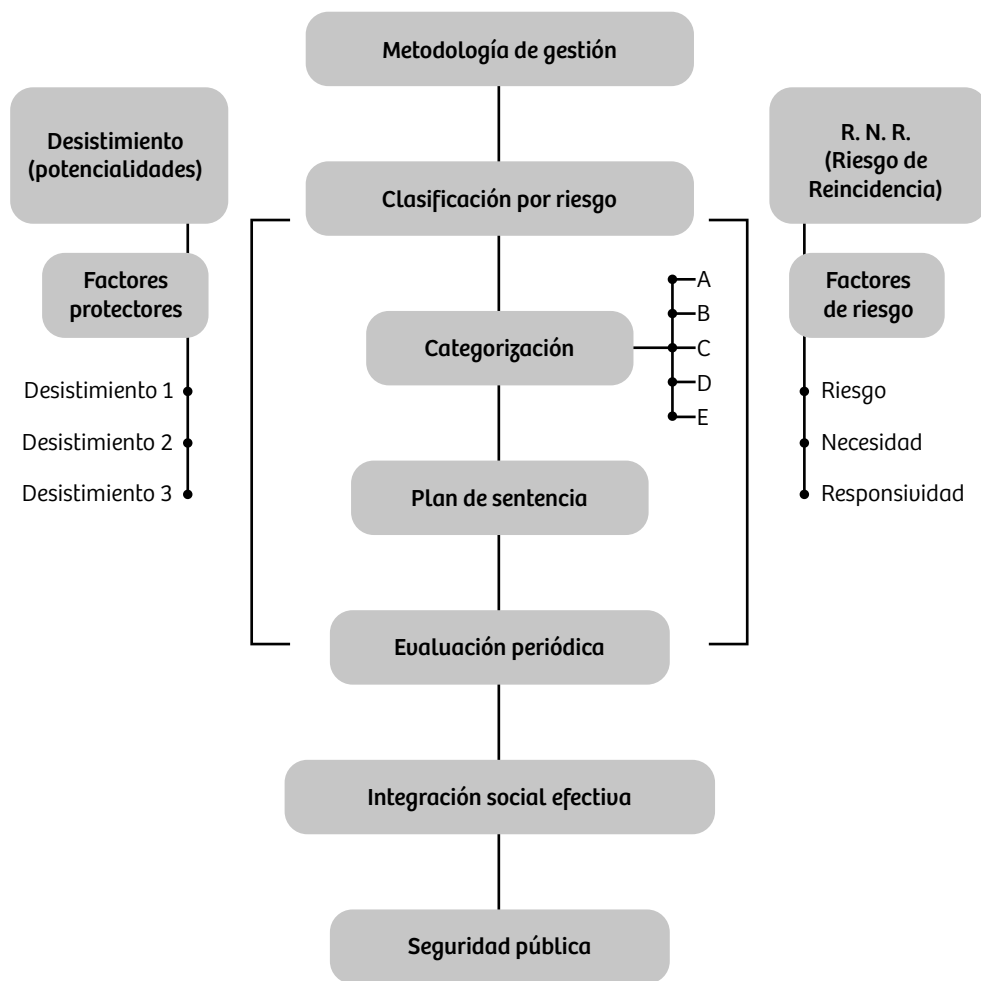 Metodología de gestión
Desistimiento
(potencialidades)
R. N. R.
(Riesgo de
Reincidencia)
Clasificación por riesgo
Factores
protectores
Factores
de riesgo
Categorización
A
B
C
D
E
Desistimiento 1
Desistimiento 2
Desistimiento 3
Riesgo
Necesidad
Responsividad
Plan de sentencia
Evaluación periódica
Integración social efectiva
Seguridad pública